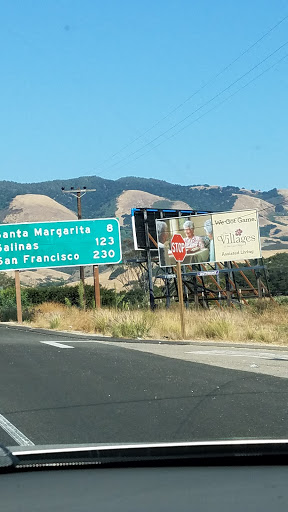 Santa Margarita 8
Salinas 123
San Francisco 230
STOP
We Got Game
Villages